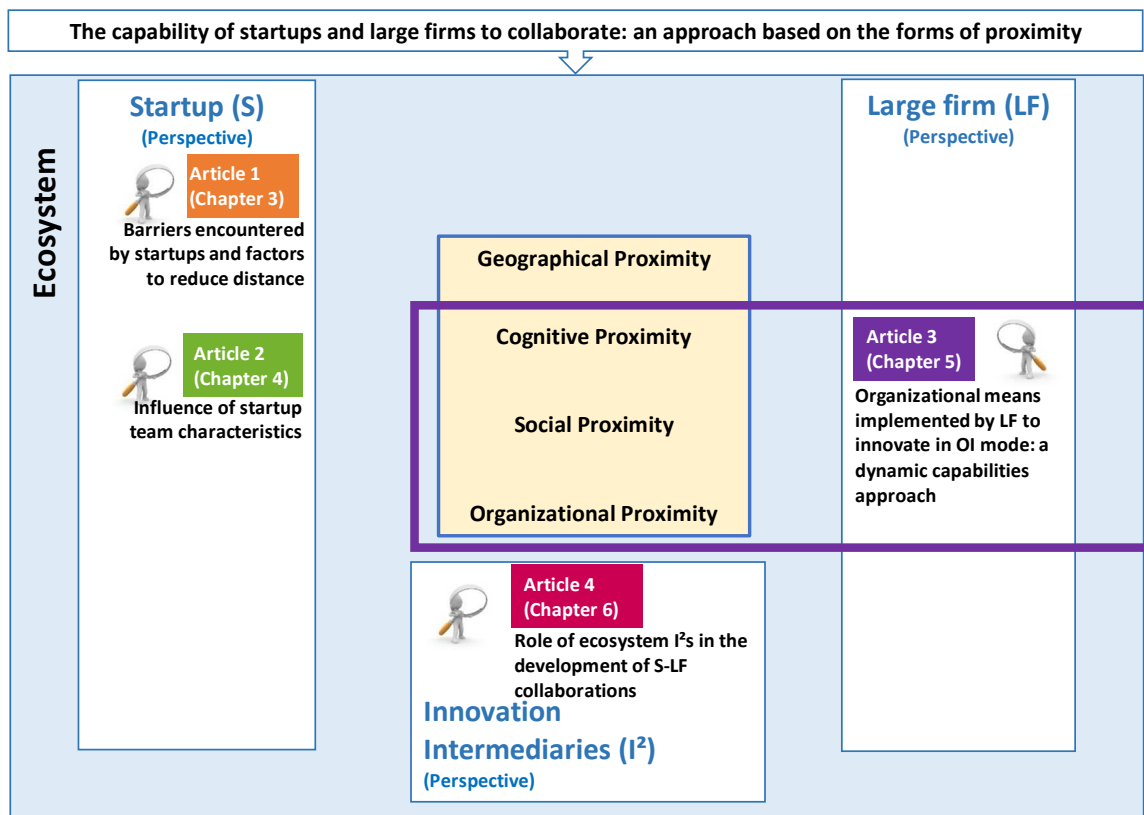 The capability of startups and large firms to collaborate: an approach based on the forms of proximity
Ecosystem
Startup (S)
(Perspective)
Article 1
(Chapter 3)
Barriers encountered
by startups and factors
to reduce distance
Article 2
(Chapter 4)
Influence of startup
team characteristics
Geographical Proximity
Cognitive Proximity
Social Proximity
Organizational Proximity
Large firm (LF)
(Perspective)
Article 3
(Chapter 5)
Organizational means
implemented by LF to
innovate in OI mode: a
dynamic capabilities
approach
Article 4
(Chapter 6)
Role of ecosystem I²s in the
development of S-LF
collaborations
Innovation
Intermediaries (I²)
(Perspective)